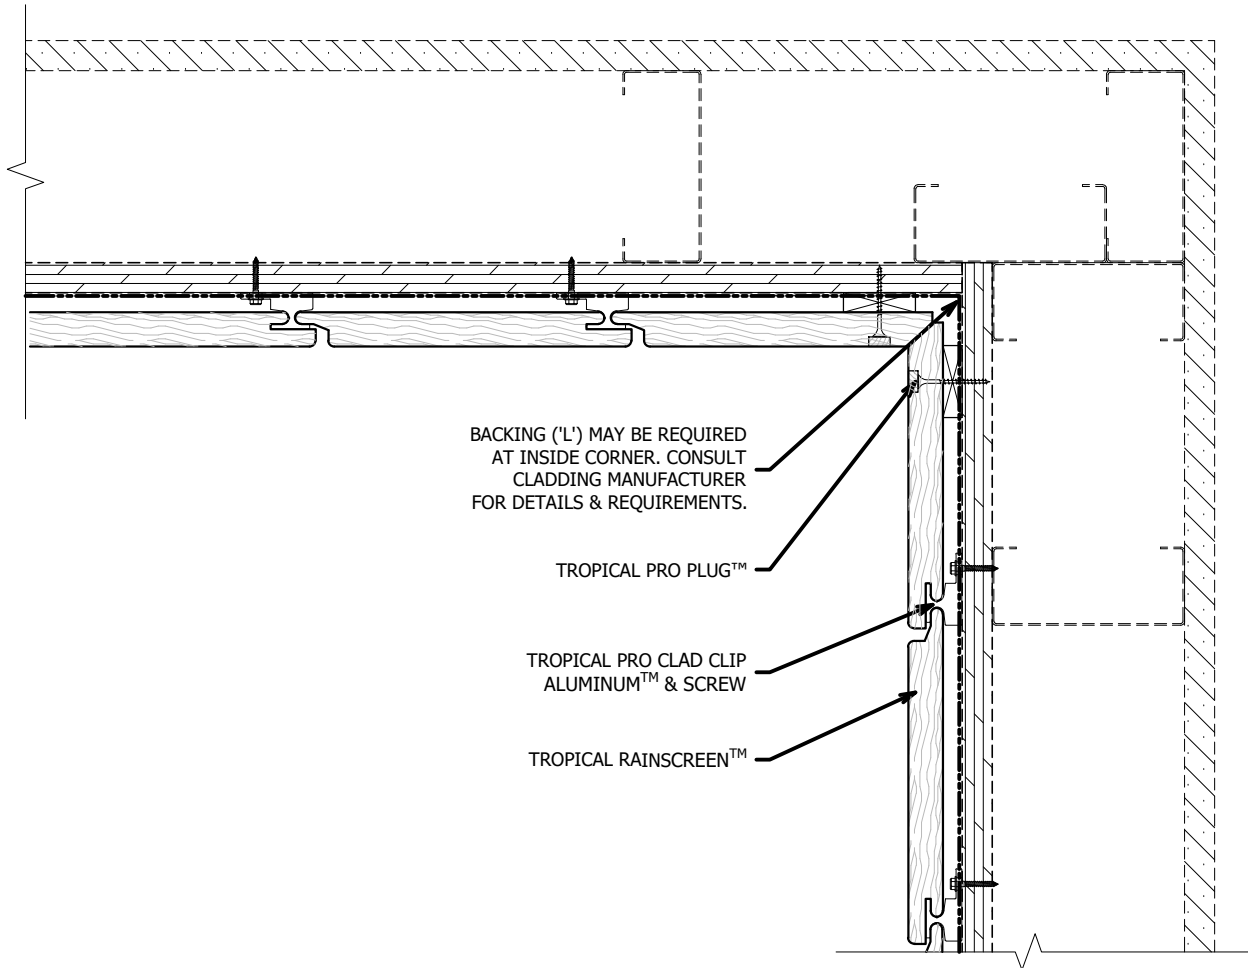 BACKING ('L') MAY BE REQUIRED
AT INSIDE CORNER. CONSULT
CLADDING MANUFACTURER
FOR DETAILS & REQUIREMENTS.
TROPICAL PRO PLUG™
TROPICAL PRO CLAD CLIP
ALUMINUM™ & SCREW
TROPICAL RAINSCREEN™